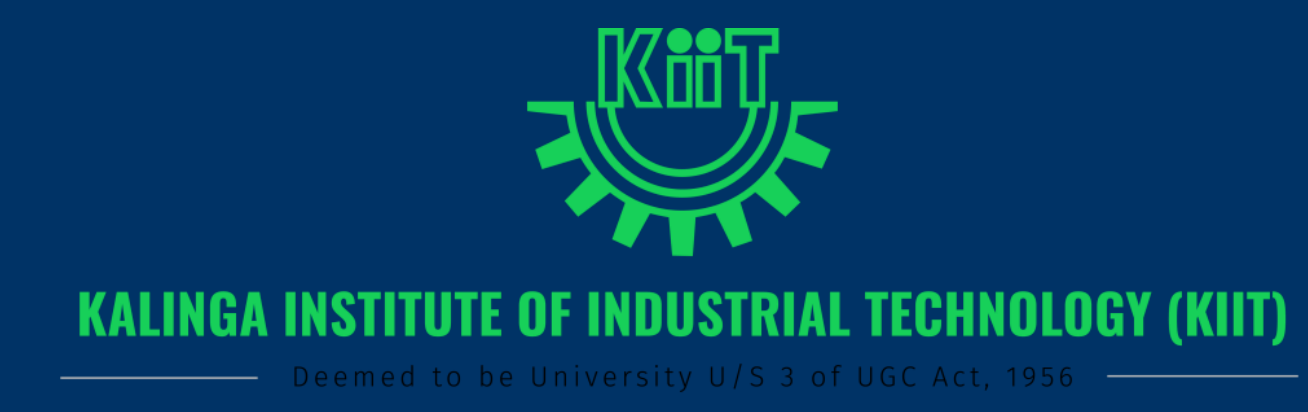 KiiT
KALINGA INSTITUTE OF INDUSTRIAL TECHNOLOGY (KIIT)
Deemed to be University U/S 3 of UGC Act, 1956